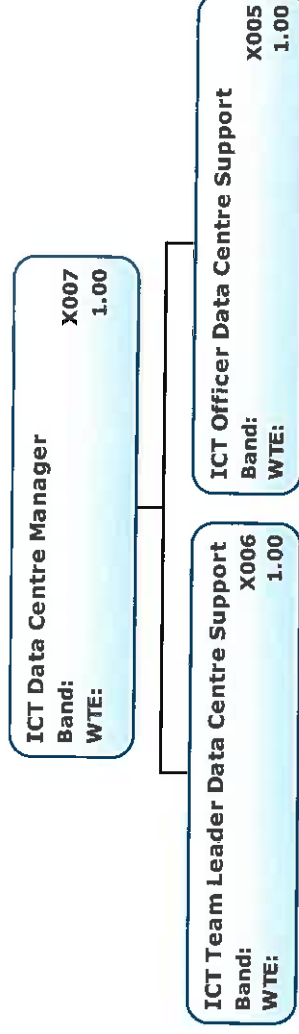 ICT Data Centre Manager
Band: X007
WTE: 1.00
ICT Team Leader Data Centre Support
Band: X006
WTE: 1.00
ICT Officer Data Centre Support
Band: X005
WTE: 1.00